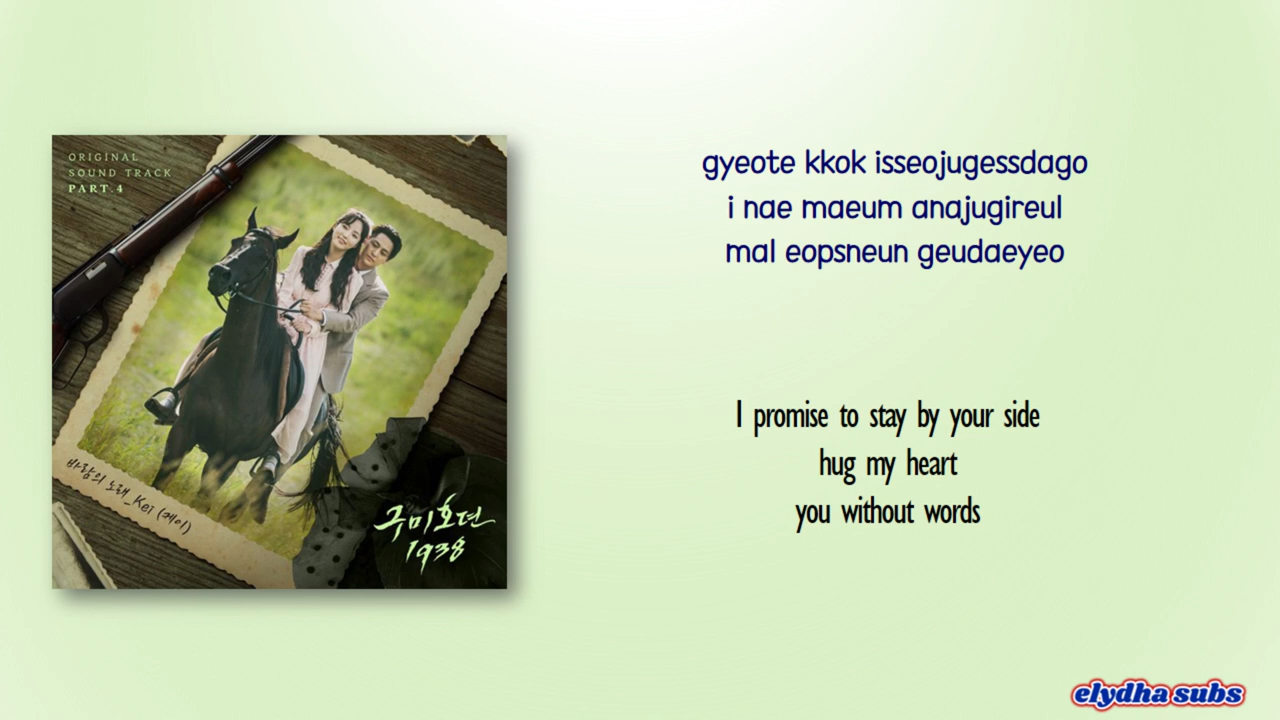 ORIGINAL
SOUND TRACK
PART.4
바람의 노래_Kei (케이)
구미호뎐
1938
gyeote kkok isseojugessdago
i nae maeum anajugireul
mal eopsneun geudaeyeo
I promise to stay by your side
hug my heart
you without words
elydha subs